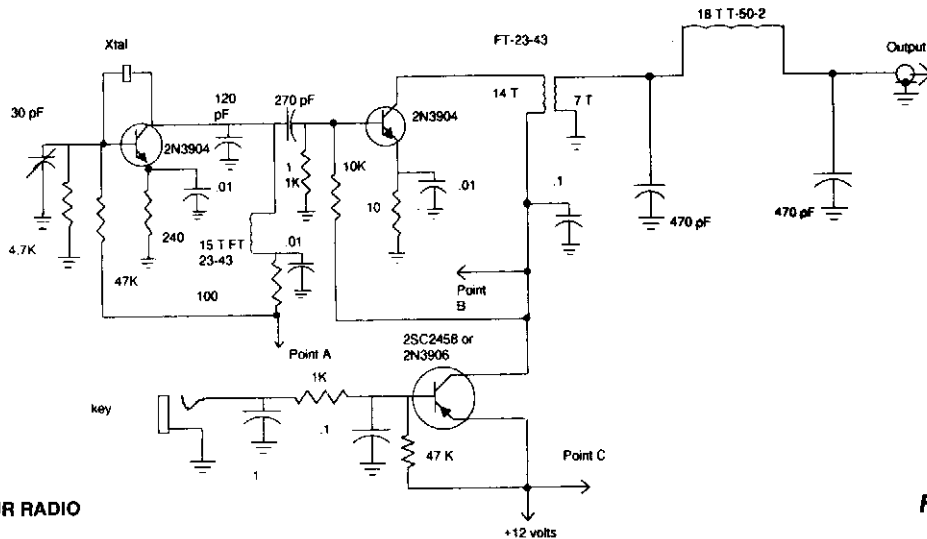 18 T T-50-2
Xtal
FT-23-43
Output
30 pF
120
pF
270 pF
14 T
7 T
2N3904
2N3904
.01
1
1K
10K
.01
.1
4.7K
240
10
470 pF
470 pF
15 T FT
23-43
.01
47K
100
Point
B
Point A
2SC2458 or
2N3906
key
1K
.1
47 K
Point C
1
+12 volts
UR RADIO